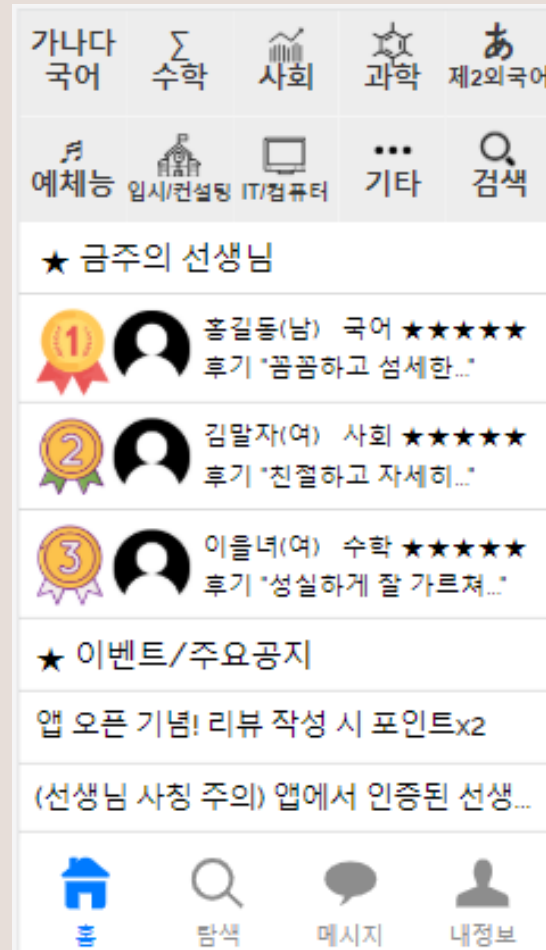 가나다
국어 수학 사회 과학 제2외국어
あ
예체능 입시/컨설팅 IT/컴퓨터 기타 검색
★ 금주의 선생님
1 홍길동(남) 국어 ★★★★★
후기 "꼼꼼하고 섬세한..."
2 김말자(여) 사회 ★★★★★
후기 "친절하고 자세히..."
3 이을녀(여) 수학 ★★★★★
후기 "성실하게 잘 가르쳐..."
★ 이벤트/주요공지
앱 오픈 기념! 리뷰 작성 시 포인트x2
(선생님 사칭 주의) 앱에서 인증된 선생...
홈 탐색 메시지 내정보